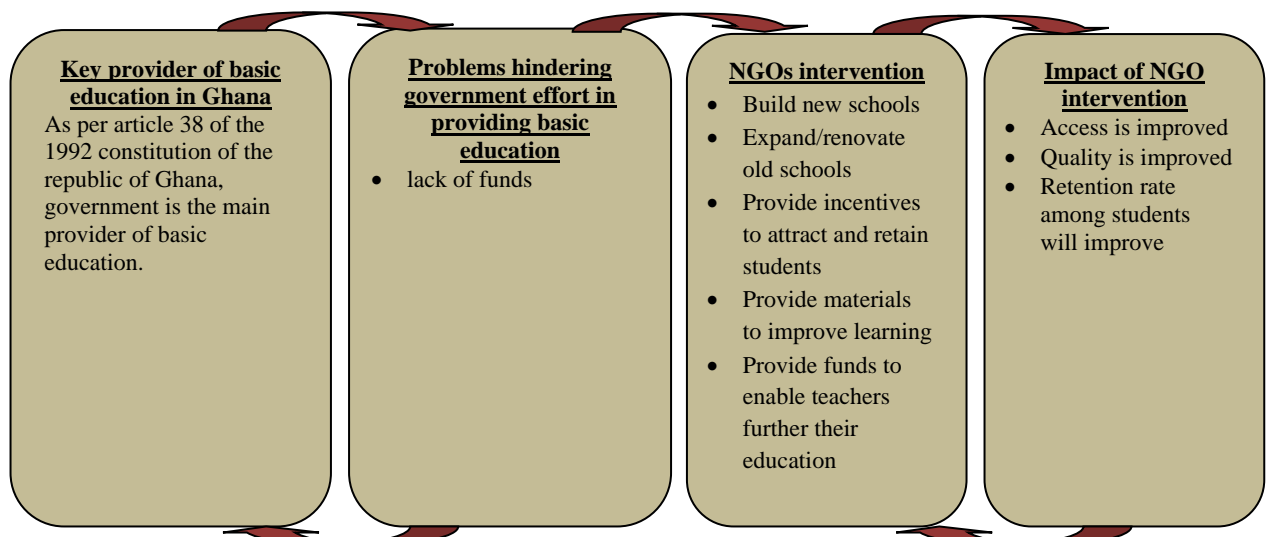 Key provider of basic
education in Ghana
As per article 38 of the
1992 constitution of the
republic of Ghana,
government is the main
provider of basic
education.
Problems hindering
government effort in
providing basic
education
• lack of funds
NGOs intervention
• Build new schools
• Expand/renovate
old schools
• Provide incentives
to attract and retain
students
• Provide materials
to improve learning
• Provide funds to
enable teachers
further their
education
Impact of NGO
intervention
• Access is improved
• Quality is improved
• Retention rate
among students
will improve